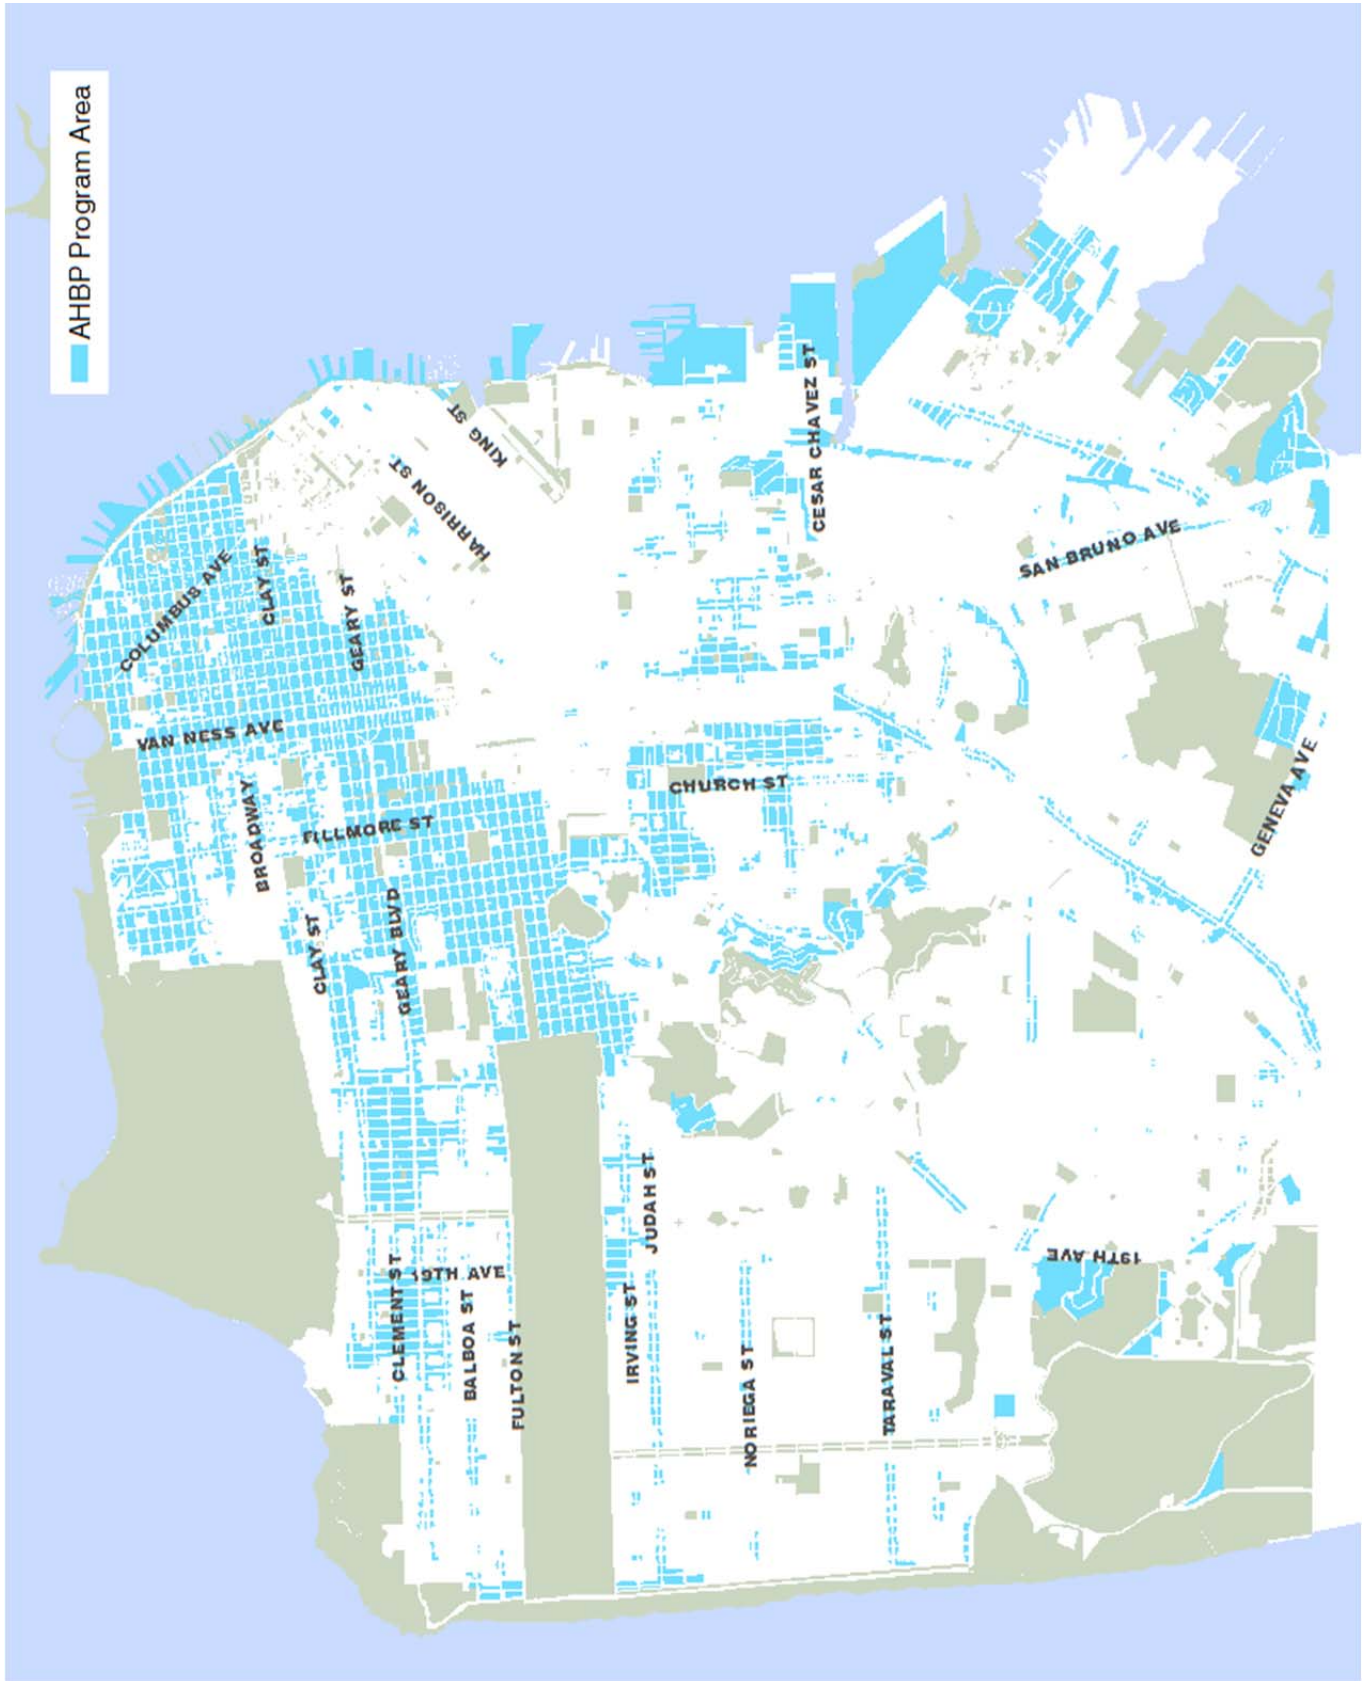 AHBP Program Area
COLUMBUS AVE
CLAY ST
GEARY ST
HARRISON ST
KING ST
VAN NESS AVE
BROADWAY
FILLMORE ST
CLAY ST
GEARY BLVD
CHURCH ST
CESAR CHAVEZ ST
SAN BRUNO AVE
GENEVA AVE
CLEMENT ST
19TH AVE
BALBOA ST
FULTON ST
IRVING ST
JUDAH ST
NORIEGA ST
TARAVAL ST
19TH AVE